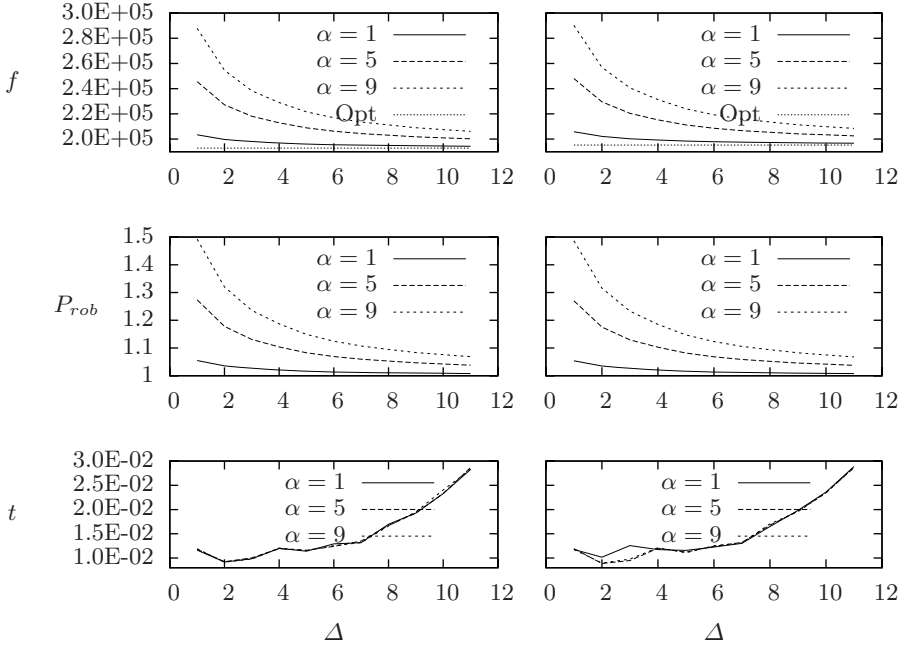 3.0E+05
2.8E+05
2.6E+05
2.4E+05
2.2E+05
2.0E+05
f
α = 1
α = 5
α = 9
Opt
0 2 4 6 8 10 12
α = 1
α = 5
α = 9
Opt
0 2 4 6 8 10 12
1.5
1.4
1.3
1.2
1.1
1
P_rob
α = 1
α = 5
α = 9
0 2 4 6 8 10 12
α = 1
α = 5
α = 9
0 2 4 6 8 10 12
3.0E-02
2.5E-02
2.0E-02
1.5E-02
1.0E-02
t
α = 1
α = 5
α = 9
0 2 4 6 8 10 12
Δ
α = 1
α = 5
α = 9
0 2 4 6 8 10 12
Δ